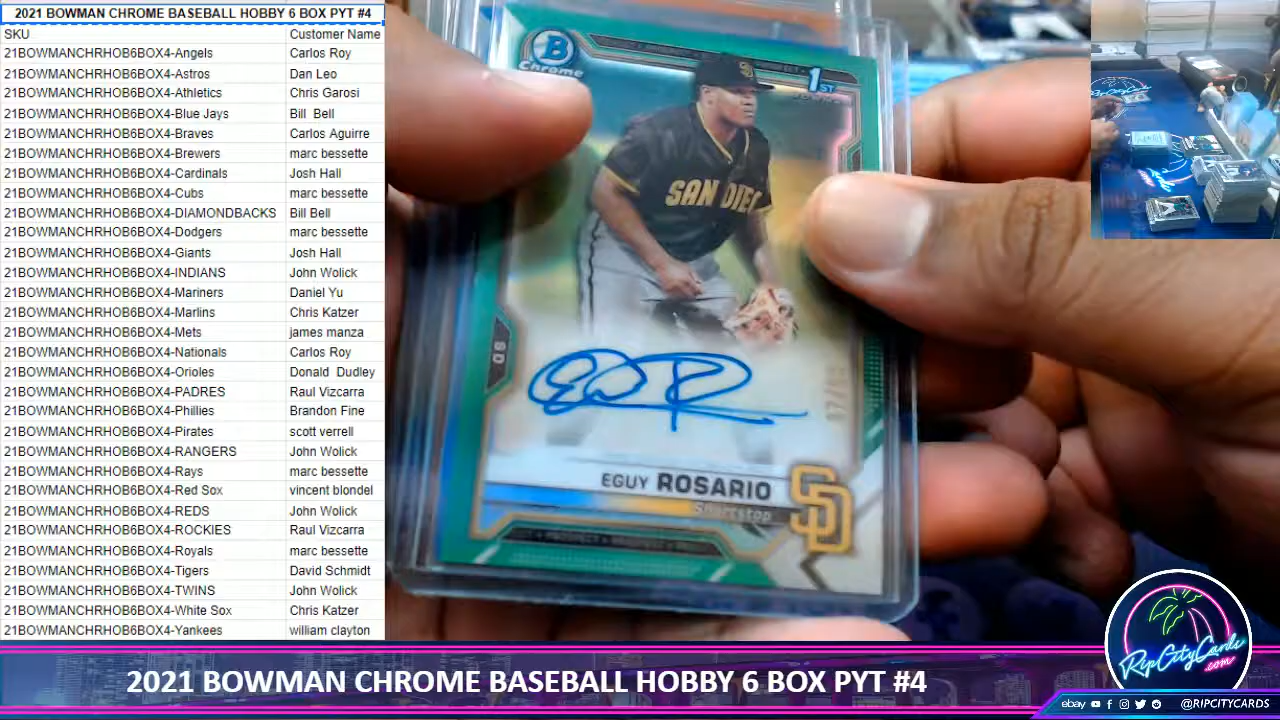 2021 BOWMAN CHROME BASEBALL HOBBY 6 BOX PYT #4
SKU Customer Name
21BOWMANCHRHOB6BOX4-Angels Carlos Roy
21BOWMANCHRHOB6BOX4-Astros Dan Leo
21BOWMANCHRHOB6BOX4-Athletics Chris Garosi
21BOWMANCHRHOB6BOX4-Blue Jays Bill Bell
21BOWMANCHRHOB6BOX4-Braves Carlos Aguirre
21BOWMANCHRHOB6BOX4-Brewers marc bessette
21BOWMANCHRHOB6BOX4-Cardinals Josh Hall
21BOWMANCHRHOB6BOX4-Cubs marc bessette
21BOWMANCHRHOB6BOX4-DIAMONDBACKS Bill Bell
21BOWMANCHRHOB6BOX4-Dodgers marc bessette
21BOWMANCHRHOB6BOX4-Giants Josh Hall
21BOWMANCHRHOB6BOX4-INDIANS John Wolick
21BOWMANCHRHOB6BOX4-Mariners Daniel Yu
21BOWMANCHRHOB6BOX4-Marlins Chris Katzer
21BOWMANCHRHOB6BOX4-Mets james manza
21BOWMANCHRHOB6BOX4-Nationals Carlos Roy
21BOWMANCHRHOB6BOX4-Orioles Donald Dudley
21BOWMANCHRHOB6BOX4-PADRES Raul Vizcarra
21BOWMANCHRHOB6BOX4-Phillies Brandon Fine
21BOWMANCHRHOB6BOX4-Pirates scott verrell
21BOWMANCHRHOB6BOX4-RANGERS John Wolick
21BOWMANCHRHOB6BOX4-Rays marc bessette
21BOWMANCHRHOB6BOX4-Red Sox vincent blondel
21BOWMANCHRHOB6BOX4-REDS John Wolick
21BOWMANCHRHOB6BOX4-ROCKIES Raul Vizcarra
21BOWMANCHRHOB6BOX4-Royals marc bessette
21BOWMANCHRHOB6BOX4-Tigers David Schmidt
21BOWMANCHRHOB6BOX4-TWINS John Wolick
21BOWMANCHRHOB6BOX4-White Sox Chris Katzer
21BOWMANCHRHOB6BOX4-Yankees william clayton
B
Chrome
1ST
SAN DIEG
SD
EGUY ROSARIO
Shortstop
SD
RipCityCards
.com
2021 BOWMAN CHROME BASEBALL HOBBY 6 BOX PYT #4
ebay @RIPCITYCARDS